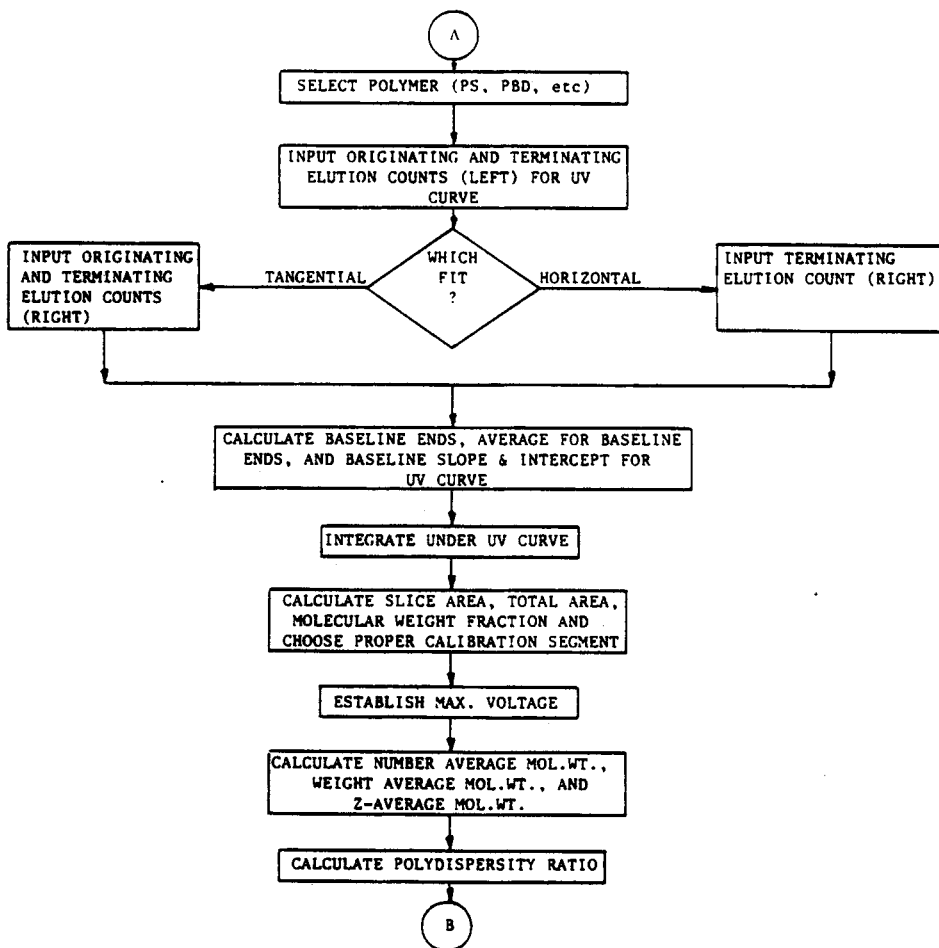 A
SELECT POLYMER (PS, PBD, etc)
INPUT ORIGINATING AND TERMINATING
ELUTION COUNTS (LEFT) FOR UV
CURVE
WHICH
FIT
?
TANGENTIAL
HORIZONTAL
INPUT ORIGINATING
AND TERMINATING
ELUTION COUNTS
(RIGHT)
INPUT TERMINATING
ELUTION COUNT (RIGHT)
CALCULATE BASELINE ENDS, AVERAGE FOR BASELINE
ENDS, AND BASELINE SLOPE & INTERCEPT FOR
UV CURVE
INTEGRATE UNDER UV CURVE
CALCULATE SLICE AREA, TOTAL AREA,
MOLECULAR WEIGHT FRACTION AND
CHOOSE PROPER CALIBRATION SEGMENT
ESTABLISH MAX. VOLTAGE
CALCULATE NUMBER AVERAGE MOL.WT.,
WEIGHT AVERAGE MOL.WT., AND
Z-AVERAGE MOL.WT.
CALCULATE POLYDISPERSITY RATIO
B